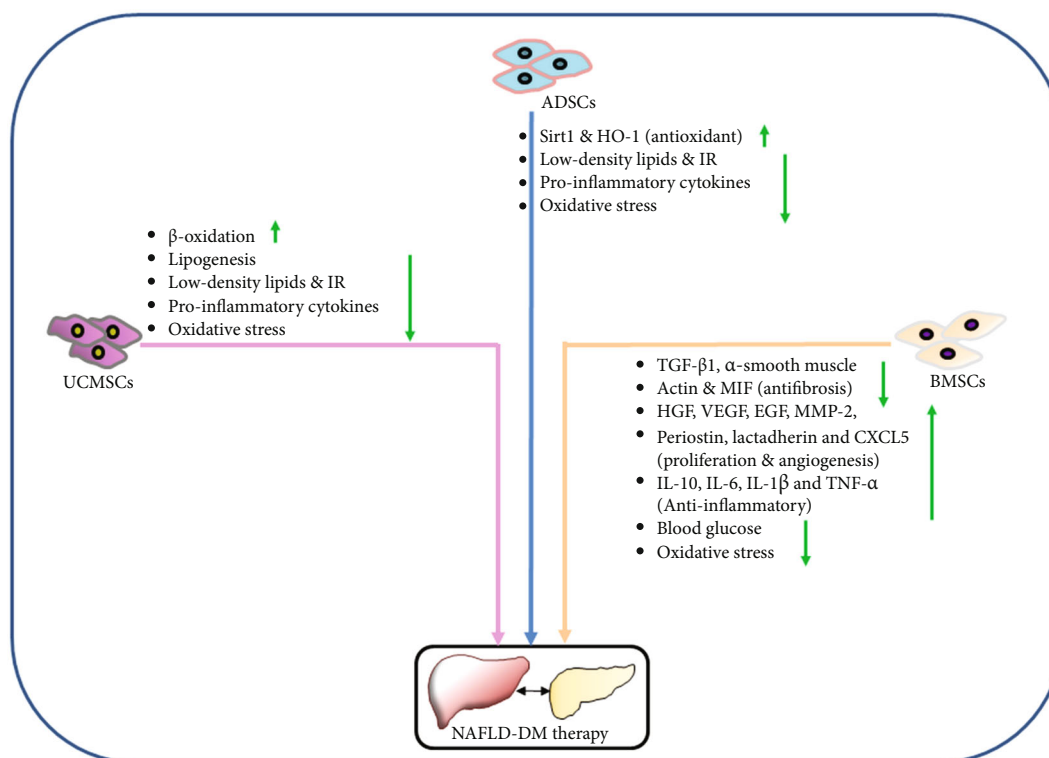 ADSCs
• Sirt1 & HO-1 (antioxidant)
• Low-density lipids & IR
• Pro-inflammatory cytokines
• Oxidative stress
• β-oxidation
• Lipogenesis
• Low-density lipids & IR
• Pro-inflammatory cytokines
• Oxidative stress
UCMSCs
BMSCs
• TGF-β1, α-smooth muscle
• Actin & MIF (antifibrosis)
• HGF, VEGF, EGF, MMP-2,
• Periostin, lactadherin and CXCL5
(proliferation & angiogenesis)
• IL-10, IL-6, IL-1β and TNF-α
(Anti-inflammatory)
• Blood glucose
• Oxidative stress
NAFLD-DM therapy